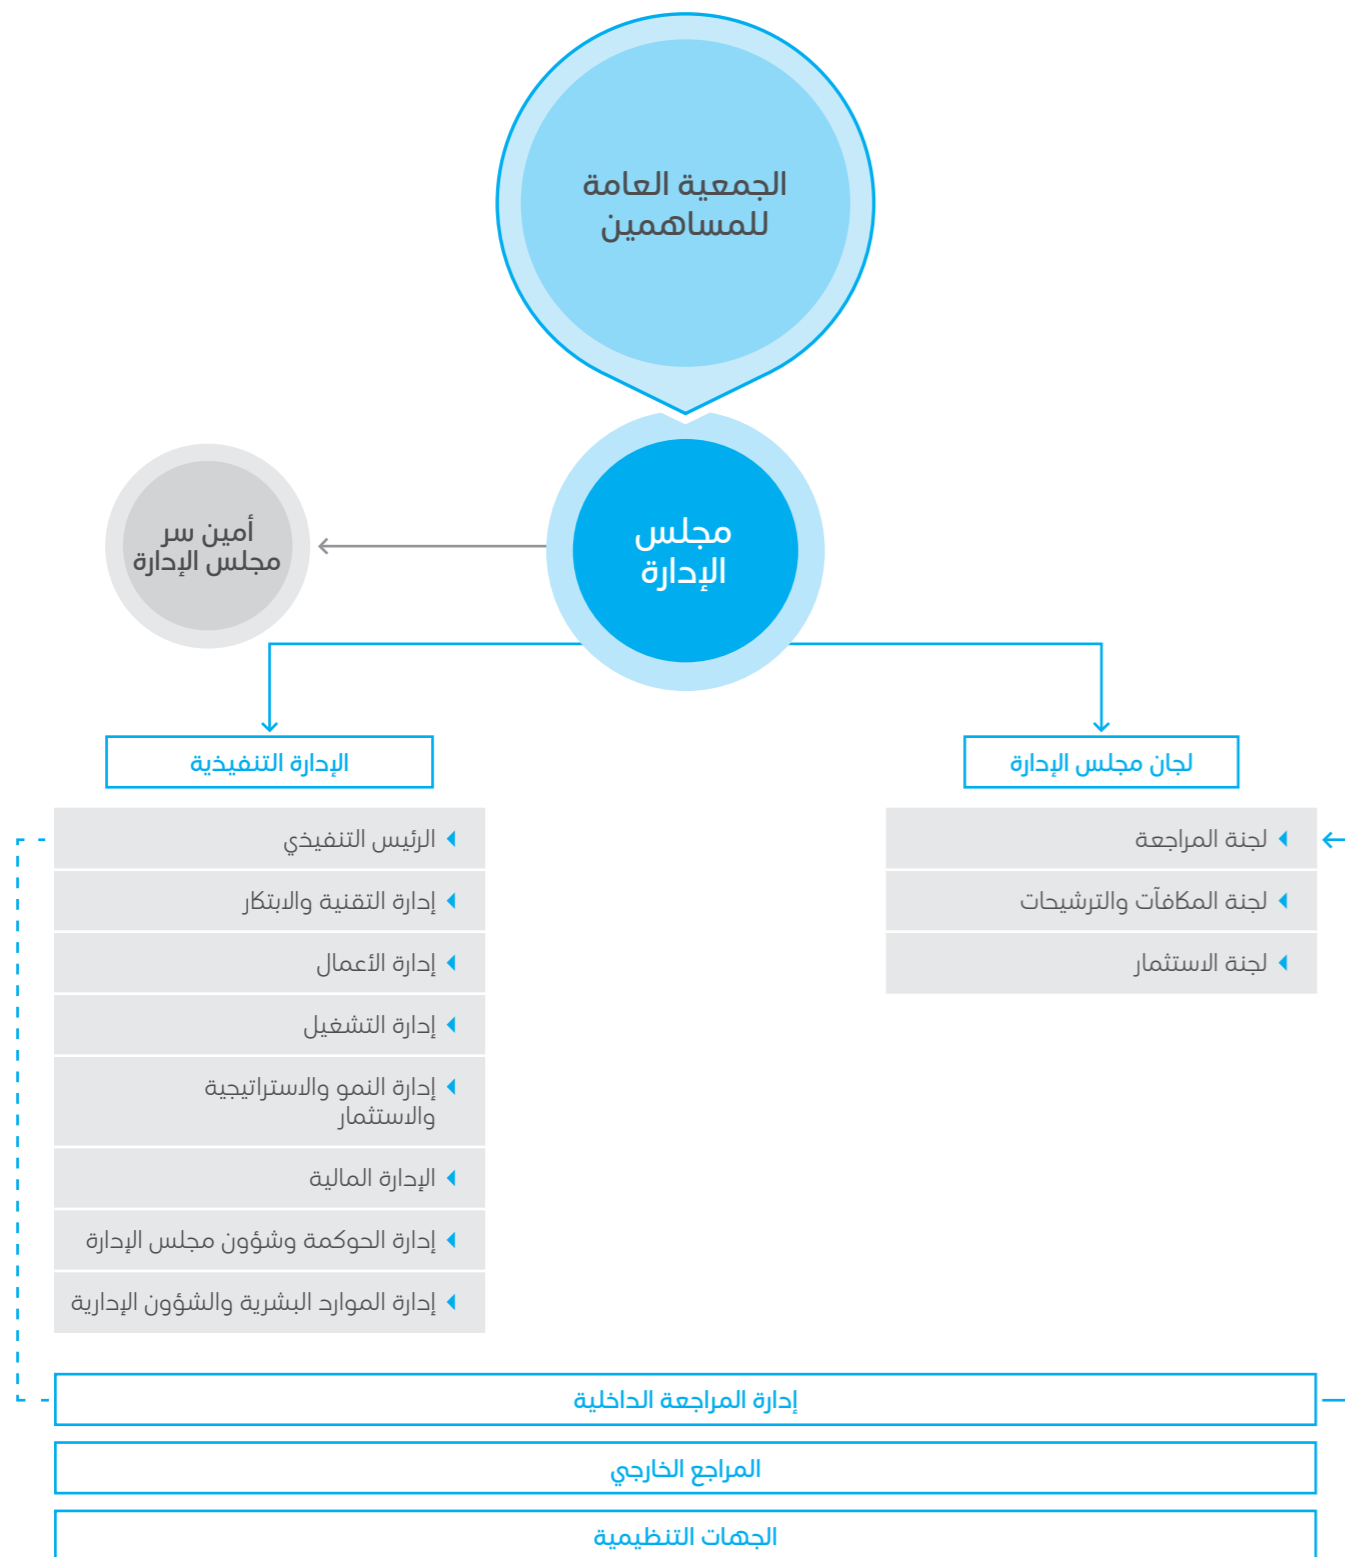 الجمعية العامة
للمساهمين
مجلس
الإدارة
أمين سر
مجلس الإدارة
لجان مجلس الإدارة
لجنة المراجعة
لجنة المكافآت والترشيحات
لجنة الاستثمار
الإدارة التنفيذية
الرئيس التنفيذي
إدارة التقنية والابتكار
إدارة الأعمال
إدارة التشغيل
إدارة النمو والاستراتيجية
والاستثمار
الإدارة المالية
إدارة الحوكمة وشؤون مجلس الإدارة
إدارة الموارد البشرية والشؤون الإدارية
إدارة المراجعة الداخلية
المراجع الخارجي
الجهات التنظيمية